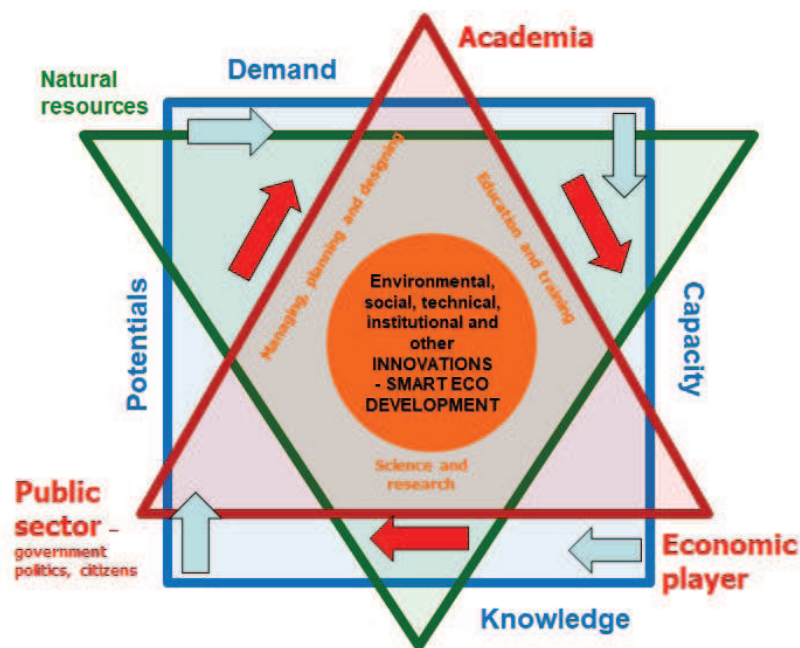 Academia
Demand
Natural
resources
Managing, planning and designing
Education and training
Potentials
Capacity
Environmental,
social, technical,
institutional and
other
INNOVATIONS
- SMART ECO
DEVELOPMENT
Science and
research
Public
sector –
government
politics, citizens
Economic
player
Knowledge